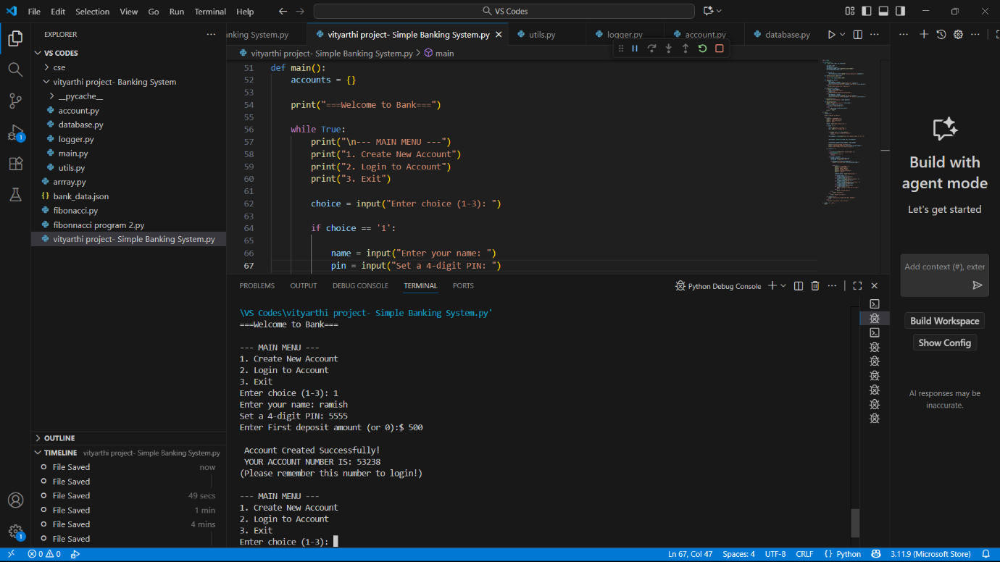 File Edit Selection View Go Run Terminal Help
VS Codes
EXPLORER
VS CODES
cse
vityarthi project- Banking System
__pycache__
account.py
database.py
logger.py
main.py
utils.py
arrray.py
{} bank_data.json
fibonacci.py
fibonnacci program 2.py
vityarthi project- Simple Banking System.py
OUTLINE
TIMELINE vityarthi project- Simple Banking System.py
File Saved now
File Saved
File Saved 49 secs
File Saved 1 min
File Saved 4 mins
File Saved
1
1
anking System.py
vityarthi project- Simple Banking System.py
utils.py
logger.py
account.py
database.py
vityarthi project- Simple Banking System.py > main
51 def main():
52 accounts = {}
53
54 print("===Welcome to Bank===")
55
56 while True:
57 print("\n--- MAIN MENU ---")
58 print("1. Create New Account")
59 print("2. Login to Account")
60 print("3. Exit")
61
62 choice = input("Enter choice (1-3): ")
63
64 if choice == '1':
65
66 name = input("Enter your name: ")
67 pin = input("Set a 4-digit PIN: ")
PROBLEMS OUTPUT DEBUG CONSOLE TERMINAL PORTS
Python Debug Console
\VS Codes\vityarthi project- Simple Banking System.py'
===Welcome to Bank===
--- MAIN MENU ---
1. Create New Account
2. Login to Account
3. Exit
Enter choice (1-3): 1
Enter your name: ramish
Set a 4-digit PIN: 5555
Enter First deposit amount (or 0):$ 500
Account Created Successfully!
YOUR ACCOUNT NUMBER IS: 53238
(Please remember this number to login!)
--- MAIN MENU ---
1. Create New Account
2. Login to Account
3. Exit
Enter choice (1-3):
Build with
agent mode
Let's get started
Add context (#), exter
Build Workspace
Show Config
AI responses may be
inaccurate.
0 0
Ln 67, Col 47 Spaces: 4 UTF-8 CRLF {} Python 3.11.9 (Microsoft Store)